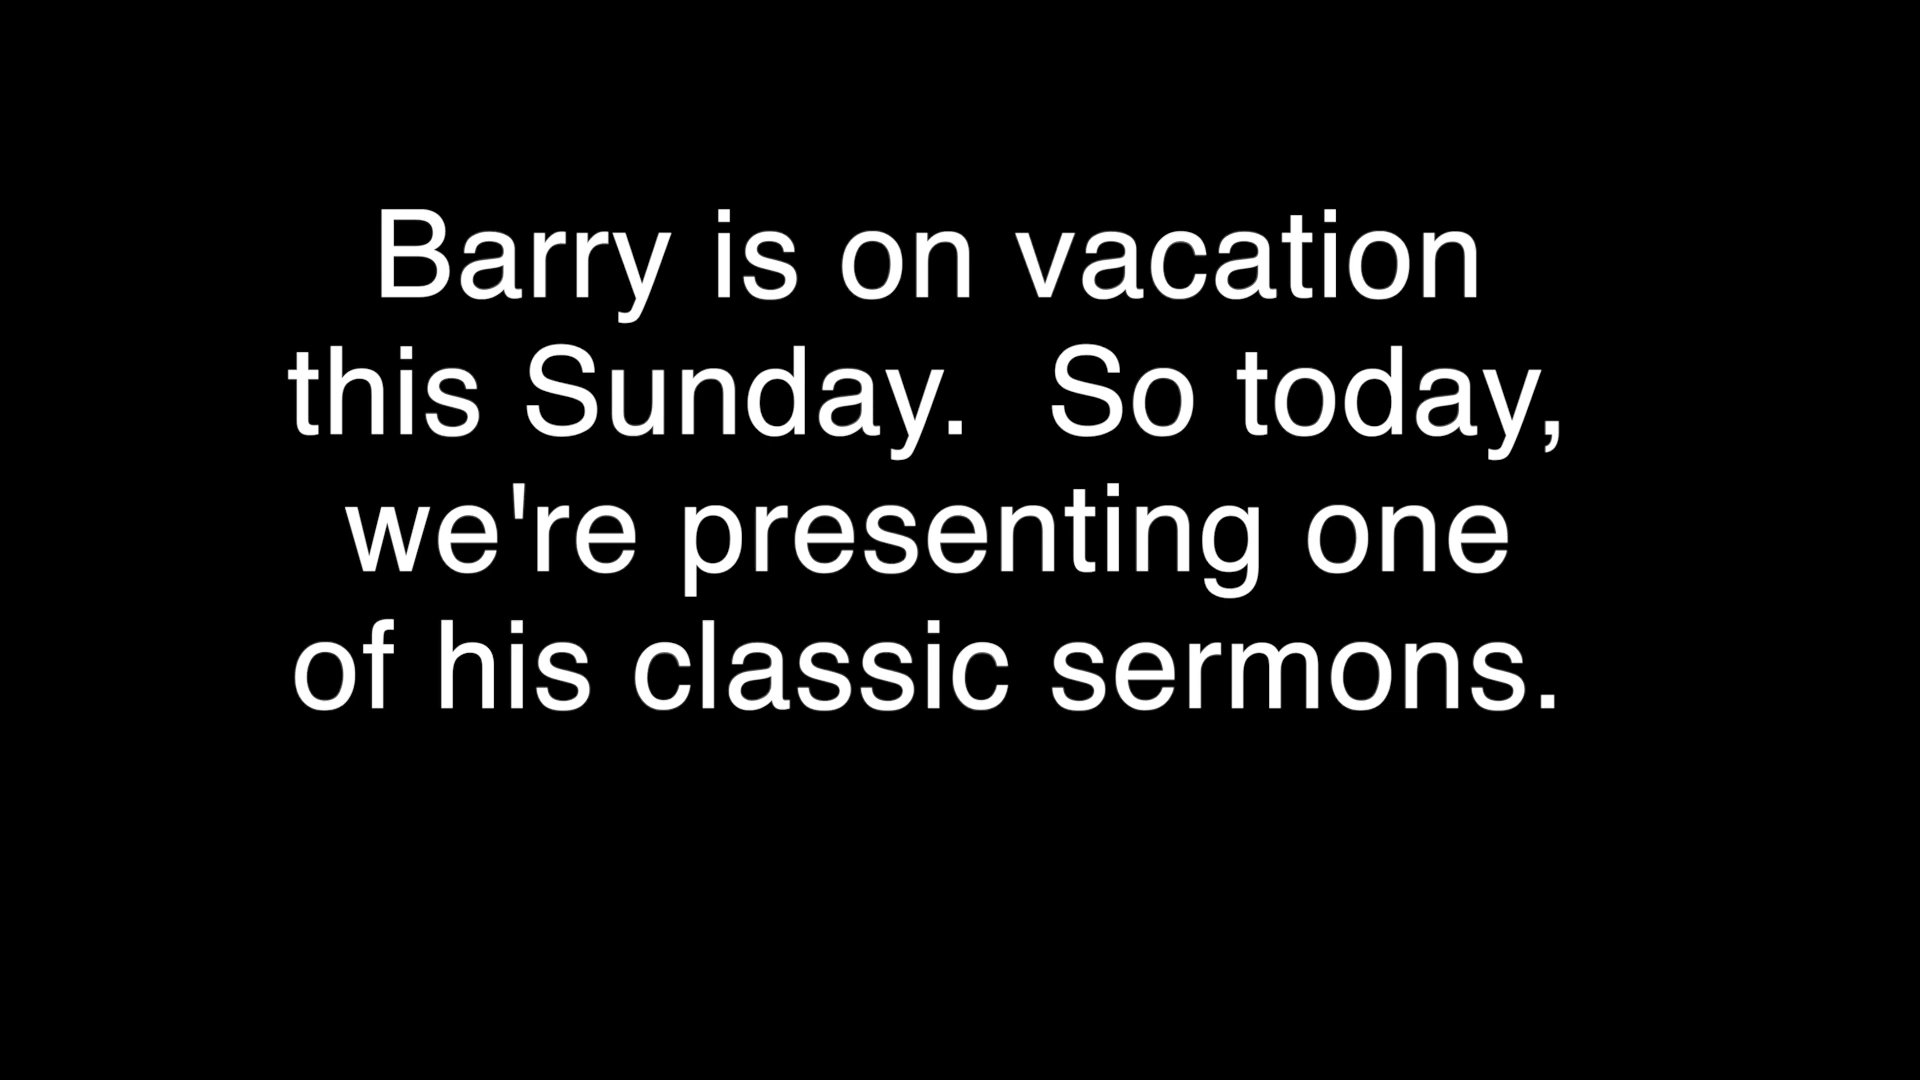 Barry is on vacation
this Sunday.  So today,
we're presenting one
of his classic sermons.